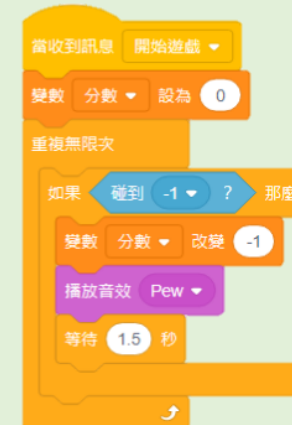 當收到訊息 開始遊戲
變數 分數 設為 0
重複無限次
如果 碰到 -1 ? 那麼
變數 分數 改變 -1
播放音效 Pew
等待 1.5 秒